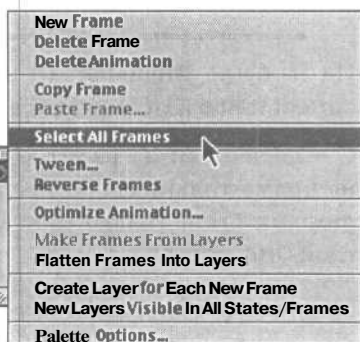 New Frame
Delete Frame
Delete Animation
Copy Frame
Paste Frame...
Select All Frames
Tween...
Reverse Frames
Optimize Animation...
Make Frames From Layers
Flatten Frames Into Layers
Create Layer for Each New Frame
New Layers Visible In All States/Frames
Palette Options...